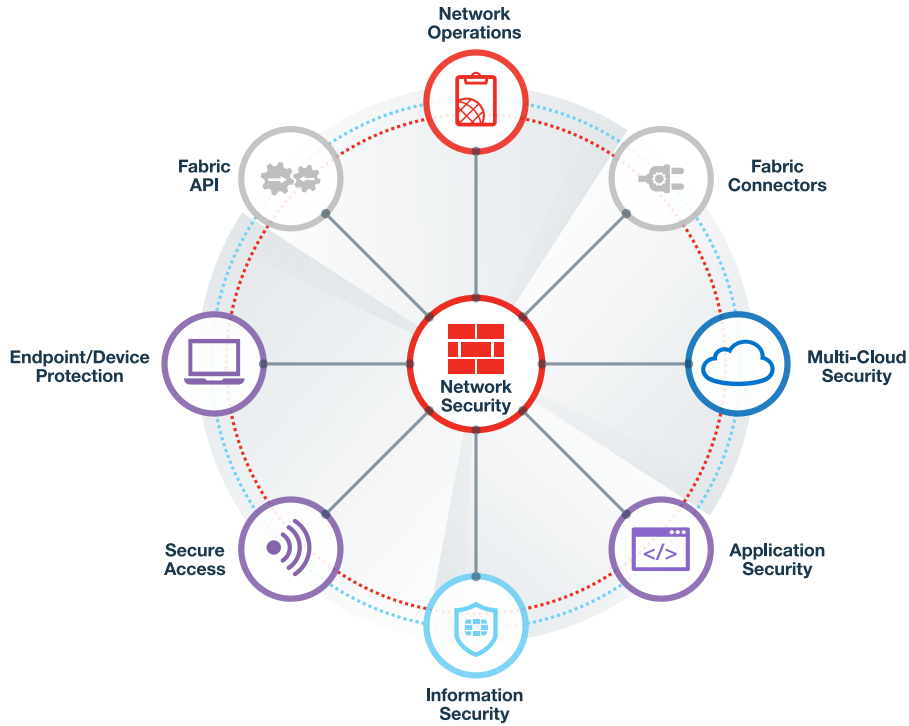 Network
Operations
Fabric
API
Fabric
Connectors
Endpoint/Device
Protection
Network
Security
Multi-Cloud
Security
Secure
Access
</>
Application
Security
Information
Security